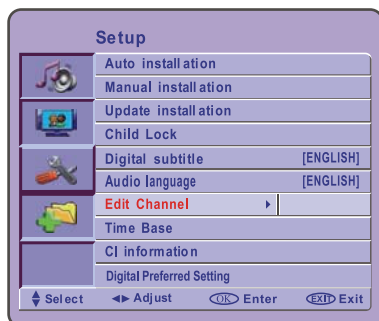 Setup
Auto installation
Manual installation
Update installation
Child Lock
Digital subtitle [ENGLISH]
Audio language [ENGLISH]
Edit Channel
Time Base
CI information
Digital Preferred Setting
Select Adjust OK Enter EXIT Exit